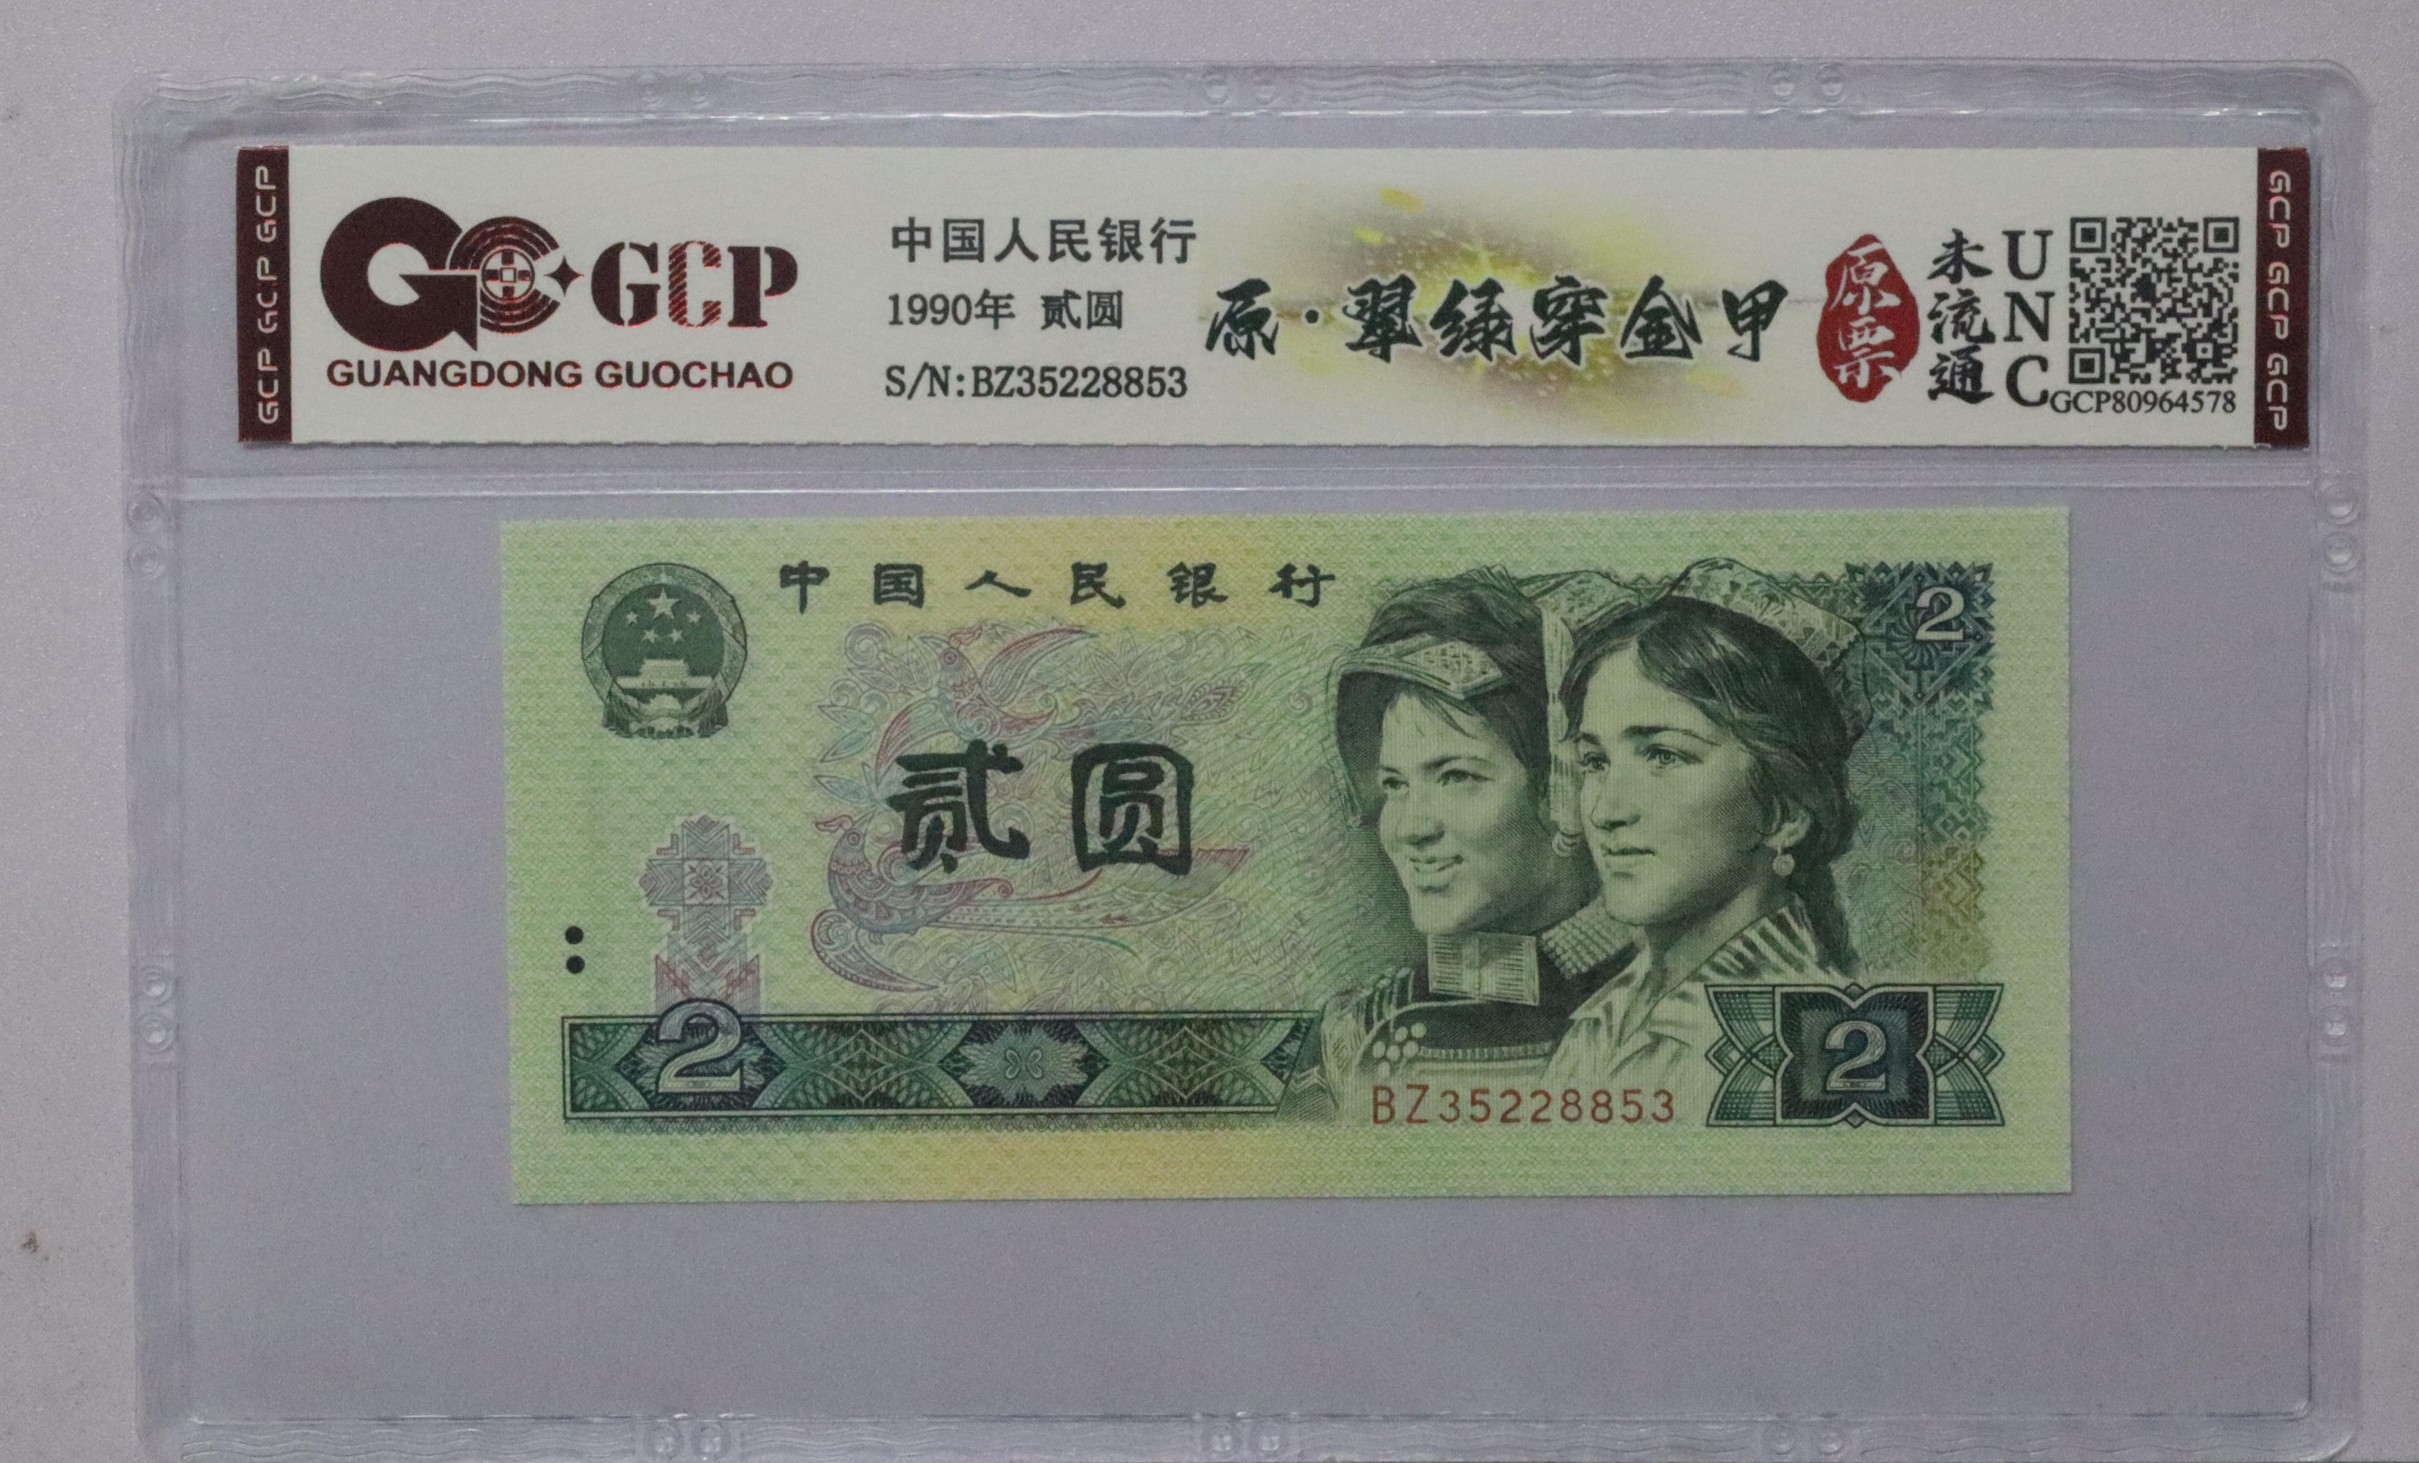 GCP GCP GCP
GCP
GUANGDONG GUOCHAO
中国人民银行
1990年 贰圆
S/N:BZ35228853
原·翠绿穿金甲
原票
未流通
UNC
GCP80964578
GCP GCP GCP
中国人民银行
2
贰圆
2
BZ35228853
2